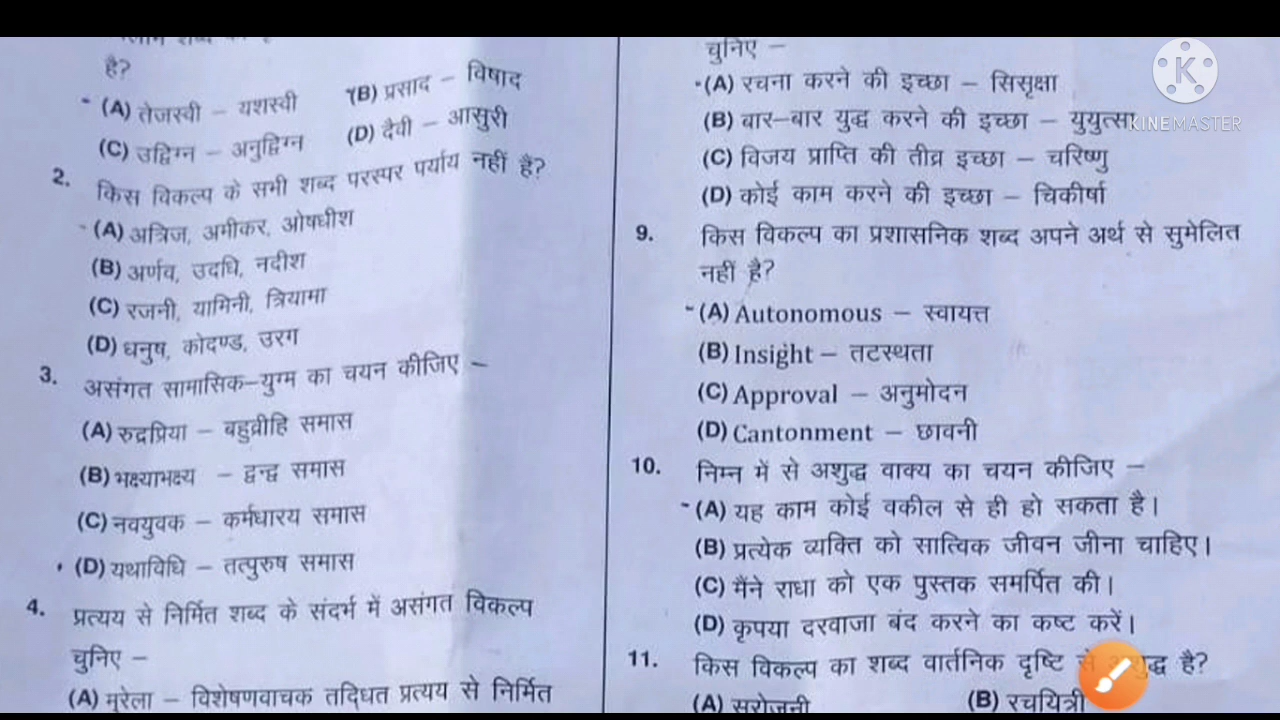 है?
(A) तेजस्वी – यशस्वी (B) प्रसाद – विषाद
(C) उद्विग्न – अनुद्विग्न (D) दैवी – आसुरी
2. किस विकल्प के सभी शब्द परस्पर पर्याय नहीं है?
(A) अत्रिज, अमीकर, ओषधीश
(B) अर्णव, उदधि, नदीश
(C) रजनी, यामिनी, त्रियामा
(D) धनुष, कोदण्ड, उरग
3. असंगत सामासिक–युग्म का चयन कीजिए –
(A) रुद्रप्रिया – बहुव्रीहि समास
(B) भक्ष्याभक्ष्य – द्वन्द्व समास
(C) नवयुवक – कर्मधारय समास
(D) यथाविधि – तत्पुरुष समास
4. प्रत्यय से निर्मित शब्द के संदर्भ में असंगत विकल्प
चुनिए –
(A) मूरेला – विशेषणवाचक तद्धित प्रत्यय से निर्मित
चुनिए –
(A) रचना करने की इच्छा – सिसृक्षा
(B) बार–बार युद्ध करने की इच्छा – युयुत्सा
(C) विजय प्राप्ति की तीव्र इच्छा – चरिष्णु
(D) कोई काम करने की इच्छा – चिकीर्षा
9. किस विकल्प का प्रशासनिक शब्द अपने अर्थ से सुमेलित
नहीं है?
(A) Autonomous – स्वायत्त
(B) Insight – तटस्थता
(C) Approval – अनुमोदन
(D) Cantonment – छावनी
10. निम्न में से अशुद्ध वाक्य का चयन कीजिए –
(A) यह काम कोई वकील से ही हो सकता है।
(B) प्रत्येक व्यक्ति को सात्विक जीवन जीना चाहिए।
(C) मैंने राधा को एक पुस्तक समर्पित की।
(D) कृपया दरवाजा बंद करने का कष्ट करें।
11. किस विकल्प का शब्द वार्तनिक दृष्टि से अशुद्ध है?
(A) सरोजनी (B) रचयित्री
K
KINEMASTER